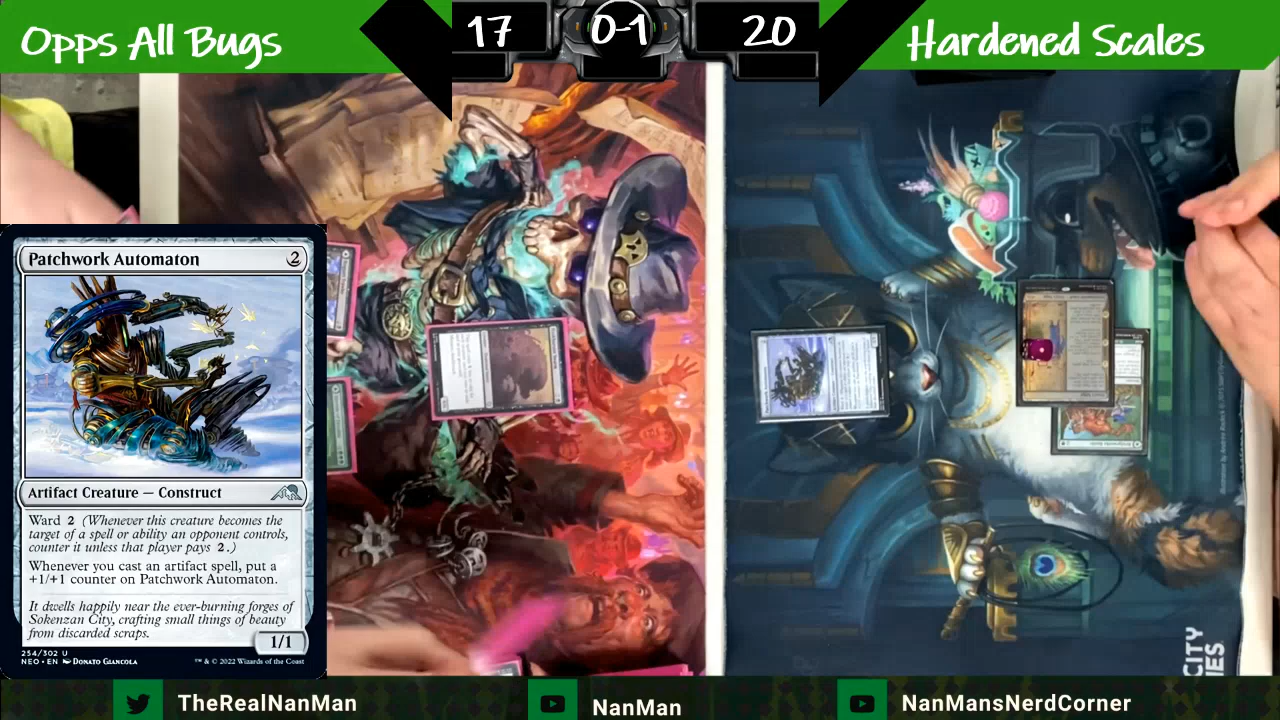 Opps All Bugs
17
0-1
20
Hardened Scales
Patchwork Automaton
2
Artifact Creature — Construct
Ward 2 (Whenever this creature becomes the
target of a spell or ability an opponent controls,
counter it unless that player pays 2.)
Whenever you cast an artifact spell, put a
+1/+1 counter on Patchwork Automaton.
It dwells happily near the ever-burning forges of
Sokenzan City, crafting small things of beauty
from discarded scraps.
1/1
254/302 U
NEO • EN Donato Giancola
™ & © 2022 Wizards of the Coast
CITY
TheRealNanMan
NanMan
NanMansNerdCorner